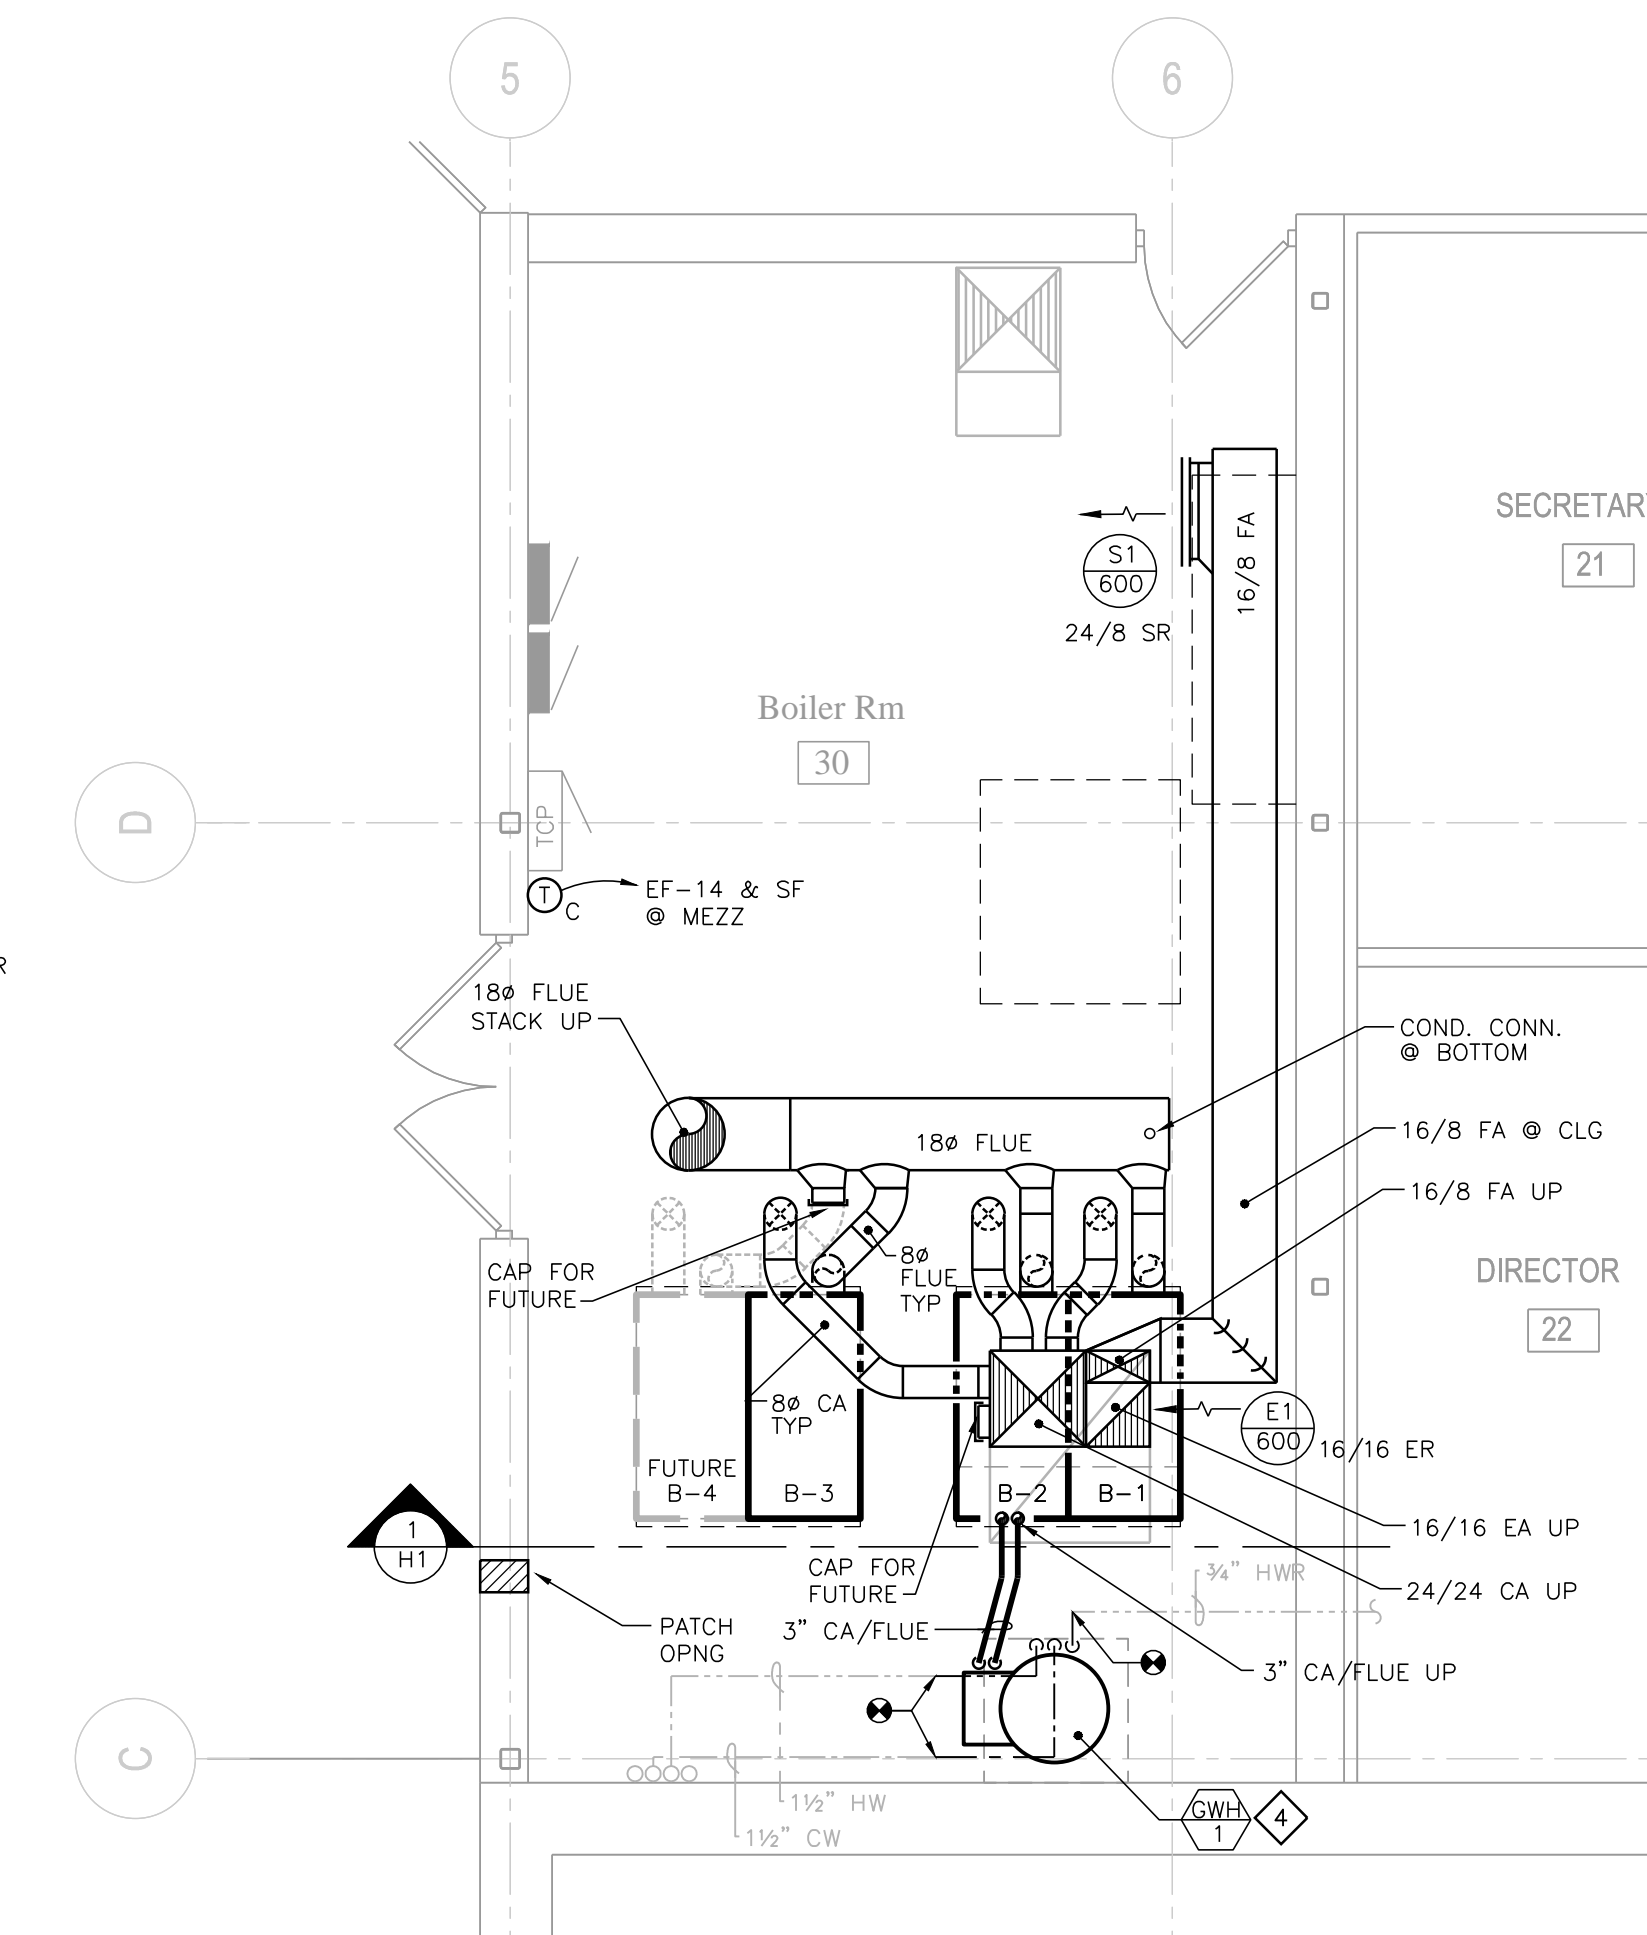 5
6
SECRETAR
21
S1
600
16/8 FA
24/8 SR
Boiler Rm
30
D
TCP
T
C
EF-14 & SF
@ MEZZ
R
18ø FLUE
STACK UP
COND. CONN.
@ BOTTOM
18ø FLUE
16/8 FA @ CLG
16/8 FA UP
8ø
FLUE
TYP
CAP FOR
FUTURE
DIRECTOR
22
8ø CA
TYP
E1
600
16/16 ER
FUTURE
B-4
B-3
B-2
B-1
1
H1
16/16 EA UP
CAP FOR
FUTURE
¾" HWR
24/24 CA UP
PATCH
OPNG
3" CA/FLUE
3" CA/FLUE UP
C
1½" HW
1½" CW
GWH
1
4